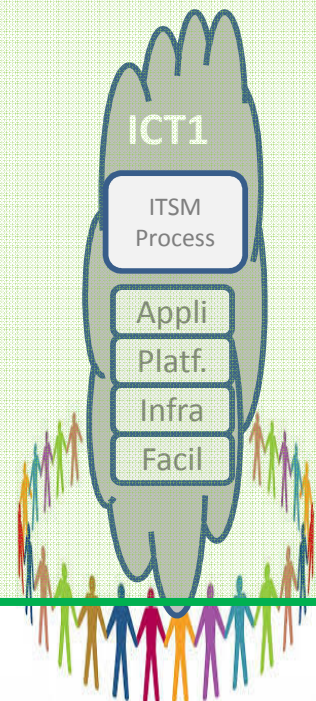 ICT1
ITSM
Process
Appli
Platf.
Infra
Facil